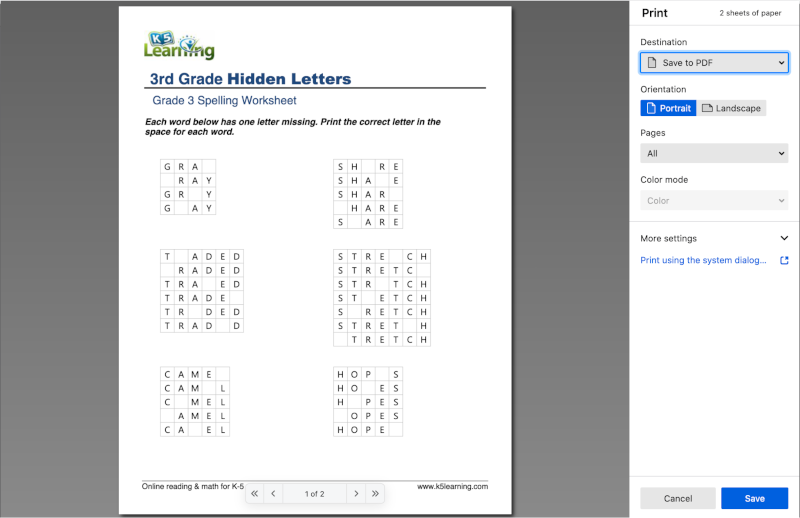 K5
Learning
3rd Grade Hidden Letters
Grade 3 Spelling Worksheet
Each word below has one letter missing. Print the correct letter in the
space for each word.
G R A
R A Y
G R Y
G A Y
S H R E
S H A E
S H A R
H A R E
S A R E
T A D E D
R A D E D
T R A E D
T R A D E
T R D E D
T R A D D
S T R E C H
S T R E T C
S T R T C H
S T E T C H
S R E T C H
S T R E T H
T R E T C H
C A M E
C A M L
C M E L
A M E L
C A E L
H O P S
H O E S
H P E S
O P E S
H O P E
Online reading & math for K-5
www.k5learning.com
1 of 2
Print
2 sheets of paper
Destination
Save to PDF
Orientation
Portrait
Landscape
Pages
All
Color mode
Color
More settings
Print using the system dialog...
Cancel
Save